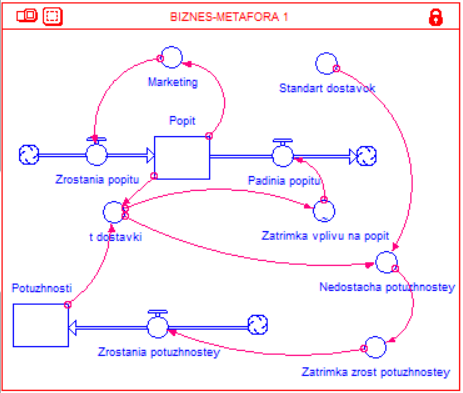 BIZNES-METAFORA 1
Marketing
Standart dostavok
Popit
Zrostania popitu
Padinia popitu
t dostavki
Zatrimka vplivu na popit
Potuzhnosti
Nedostacha potuzhnostey
Zrostania potuzhnostey
Zatrimka zrost potuzhnostey